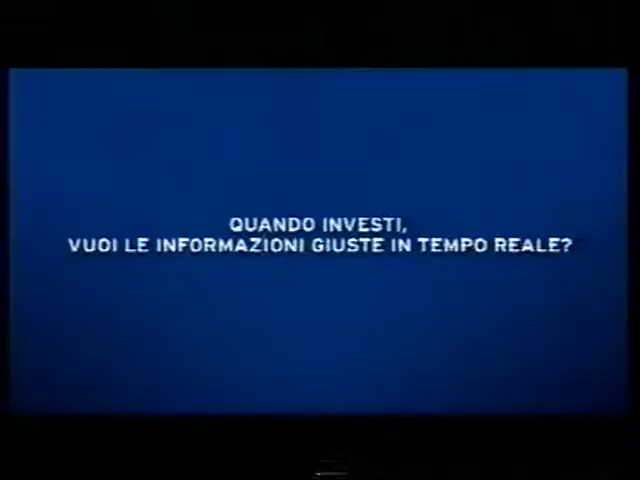 QUANDO INVESTI,
VUOI LE INFORMAZIONI GIUSTE IN TEMPO REALE?